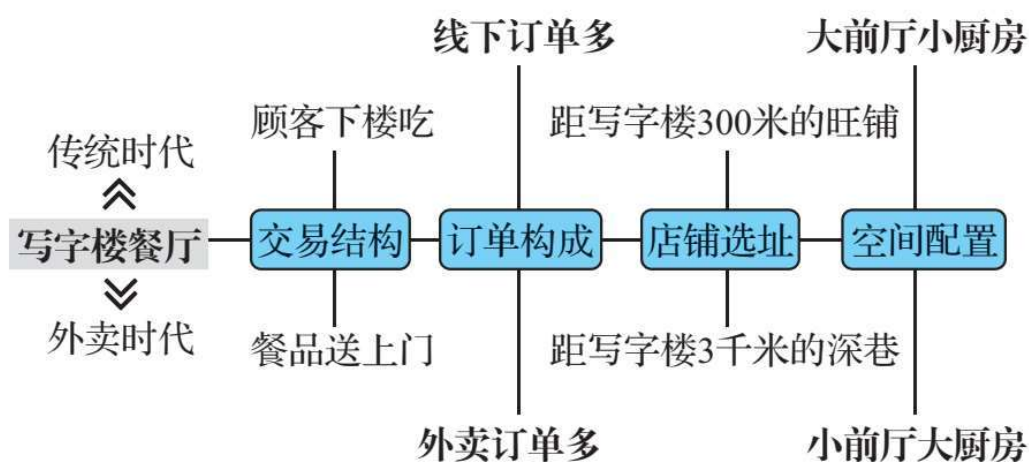 线下订单多
大前厅小厨房
顾客下楼吃
距写字楼300米的旺铺
传统时代
写字楼餐厅
交易结构
订单构成
店铺选址
空间配置
外卖时代
餐品送上门
距写字楼3千米的深巷
外卖订单多
小前厅大厨房